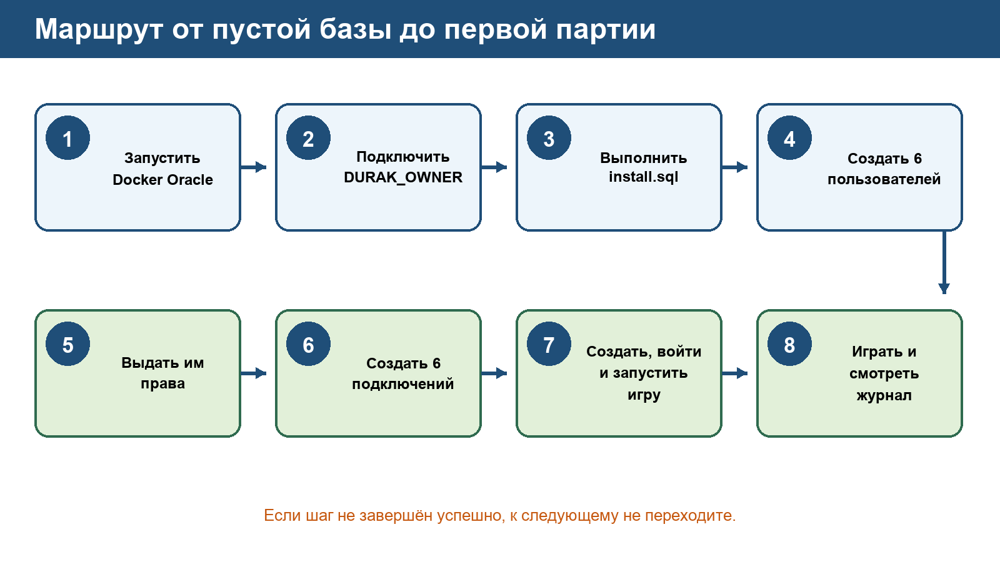 Маршрут от пустой базы до первой партии
1
Запустить
Docker Oracle
2
Подключить
DURAK_OWNER
3
Выполнить
install.sql
4
Создать 6
пользователей
5
Выдать им
права
6
Создать 6
подключений
7
Создать, войти
и запустить
игру
8
Играть и
смотреть
журнал
Если шаг не завершён успешно, к следующему не переходите.